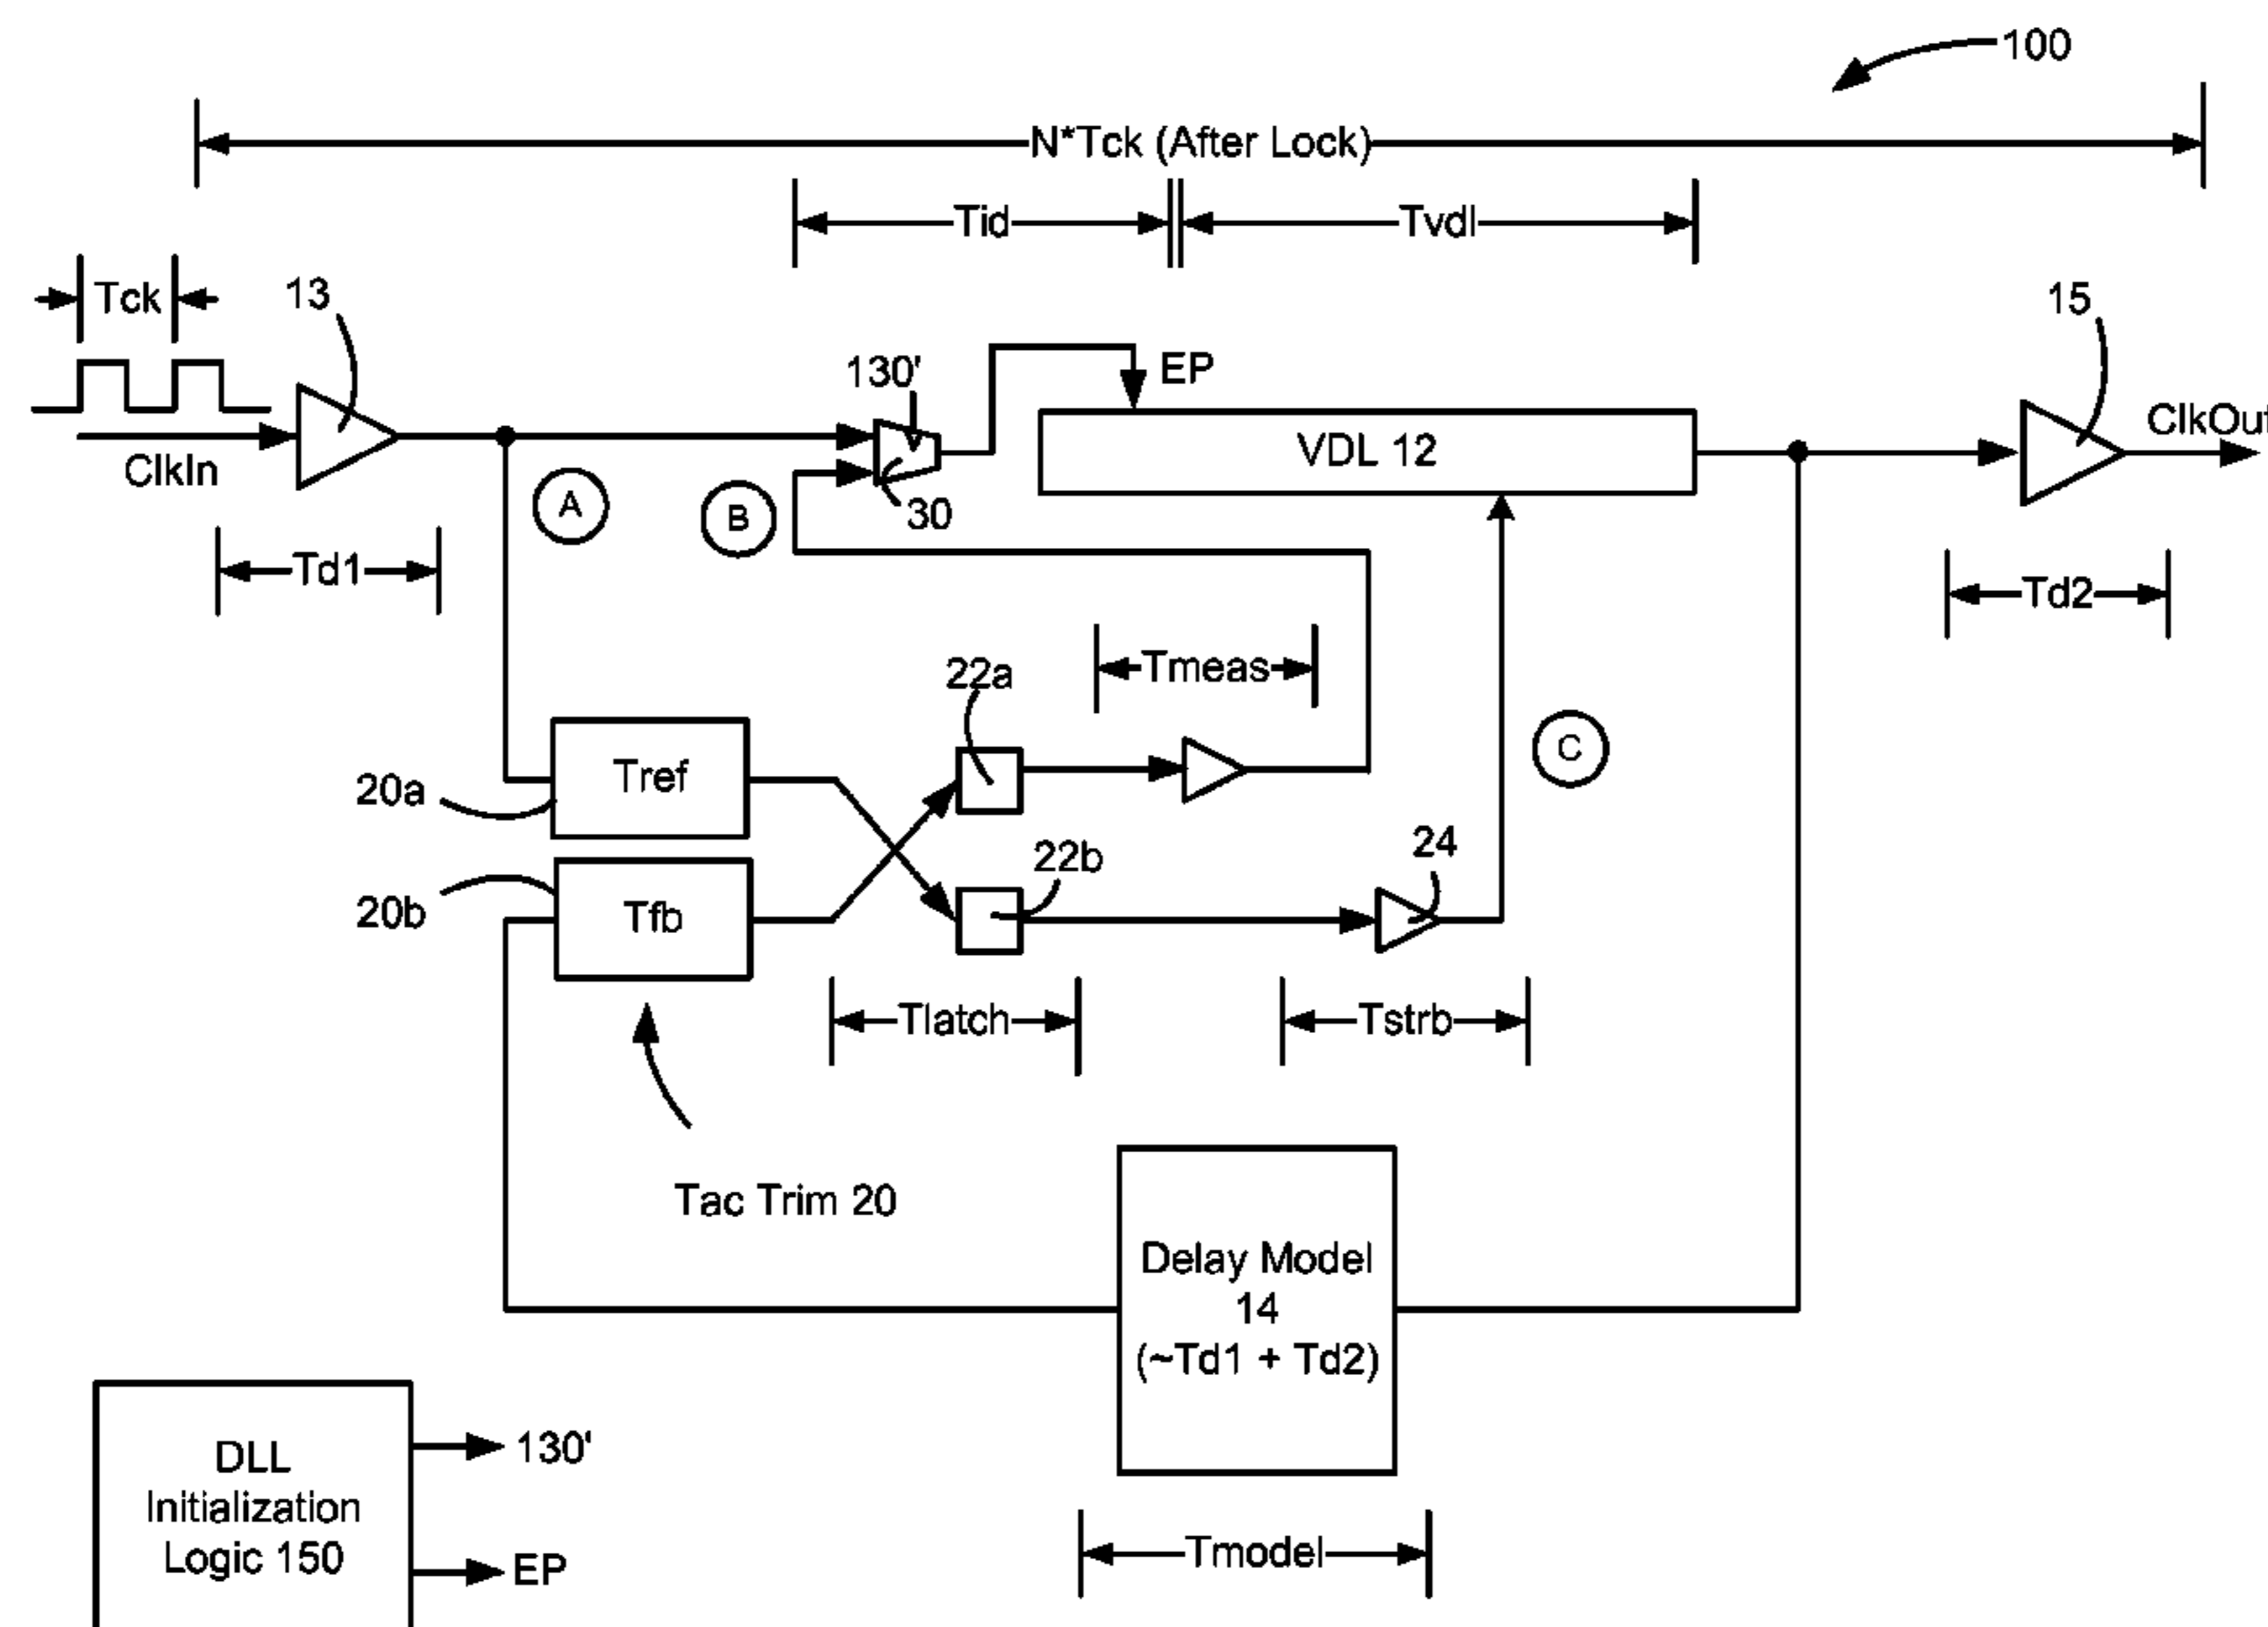 100
N*Tck (After Lock)
Tid
Tvdl
Tck
13
15
130'
EP
ClkIn
VDL 12
ClkOut
A
B
30
Td1
Td2
Tmeas
22a
C
20a
Tref
22b
24
20b
Tfb
Tlatch
Tstrb
Tac Trim 20
Delay Model
14
(~Td1 + Td2)
DLL
Initialization
Logic 150
130'
EP
Tmodel